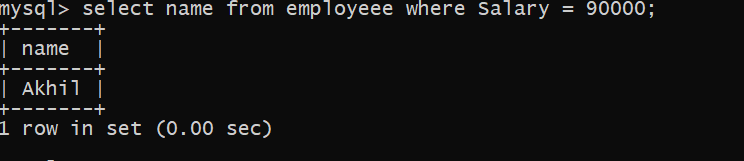 mysql> select name from employeee where Salary = 90000;
+-------+
| name  |
+-------+
| Akhil |
+-------+
1 row in set (0.00 sec)